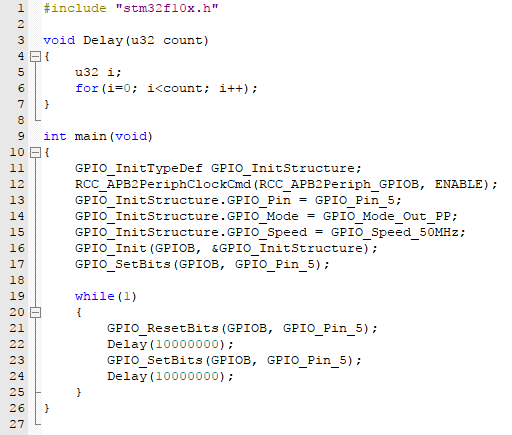 1 #include "stm32f10x.h"
2
3 void Delay(u32 count)
4 {
5     u32 i;
6     for(i=0; i<count; i++);
7 }
8
9 int main(void)
10 {
11     GPIO_InitTypeDef GPIO_InitStructure;
12     RCC_APB2PeriphClockCmd(RCC_APB2Periph_GPIOB, ENABLE);
13     GPIO_InitStructure.GPIO_Pin = GPIO_Pin_5;
14     GPIO_InitStructure.GPIO_Mode = GPIO_Mode_Out_PP;
15     GPIO_InitStructure.GPIO_Speed = GPIO_Speed_50MHz;
16     GPIO_Init(GPIOB, &GPIO_InitStructure);
17     GPIO_SetBits(GPIOB, GPIO_Pin_5);
18
19     while(1)
20     {
21         GPIO_ResetBits(GPIOB, GPIO_Pin_5);
22         Delay(10000000);
23         GPIO_SetBits(GPIOB, GPIO_Pin_5);
24         Delay(10000000);
25     }
26 }
27